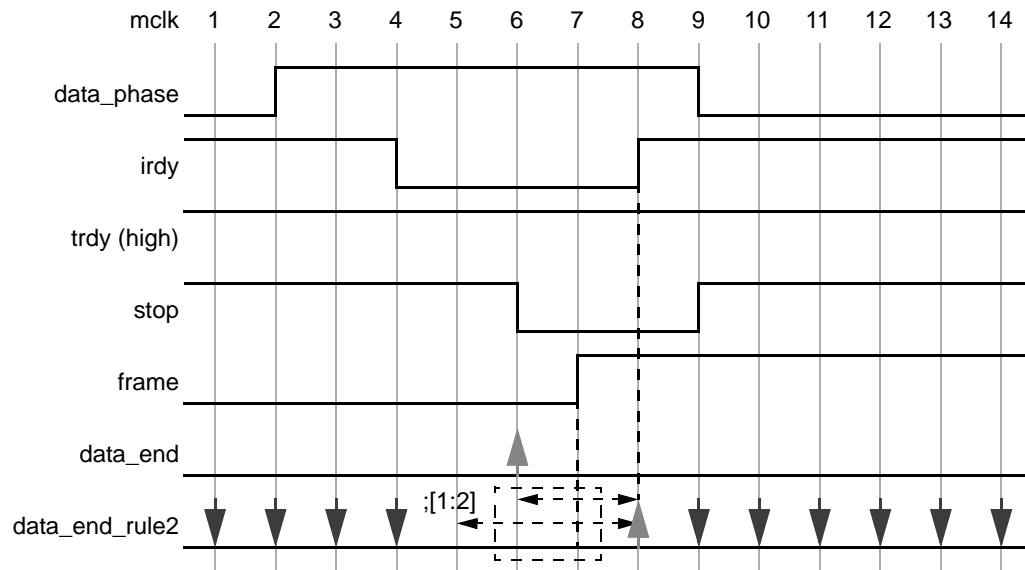 mclk 1 2 3 4 5 6 7 8 9 10 11 12 13 14
data_phase
irdy
trdy (high)
stop
frame
data_end
;[1:2]
data_end_rule2